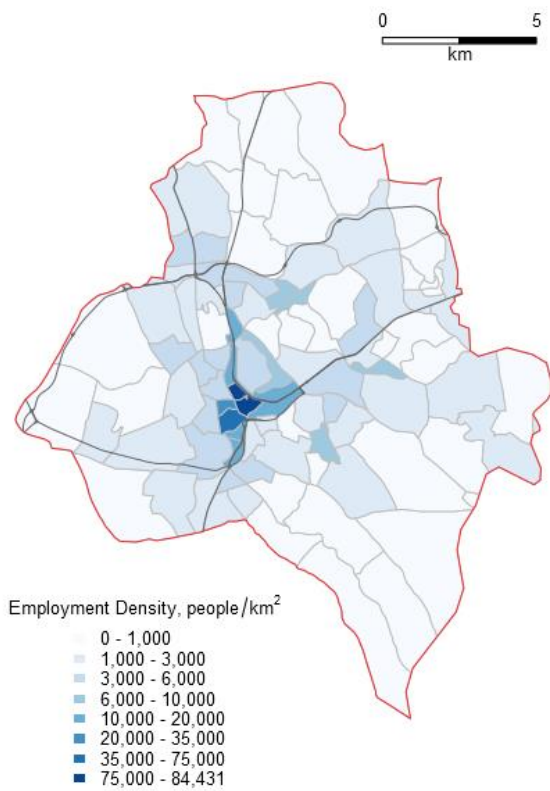 0 5
km
Employment Density, people/km²
0 - 1,000
1,000 - 3,000
3,000 - 6,000
6,000 - 10,000
10,000 - 20,000
20,000 - 35,000
35,000 - 75,000
75,000 - 84,431